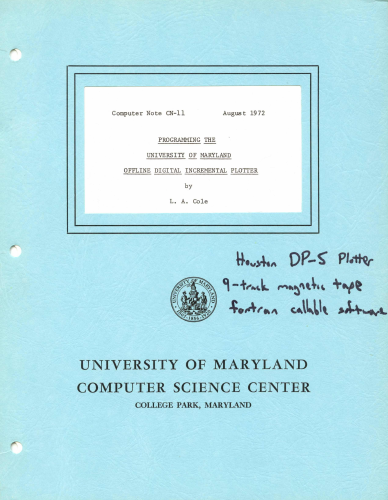 Computer Note CN-11 August 1972
PROGRAMMING THE
UNIVERSITY OF MARYLAND
OFFLINE DIGITAL INCREMENTAL PLOTTER
by
L. A. Cole
Houston DP-5 Plotter
9-track magnetic tape
fortran callable software
UNIVERSITY OF MARYLAND
COMPUTER SCIENCE CENTER
COLLEGE PARK, MARYLAND